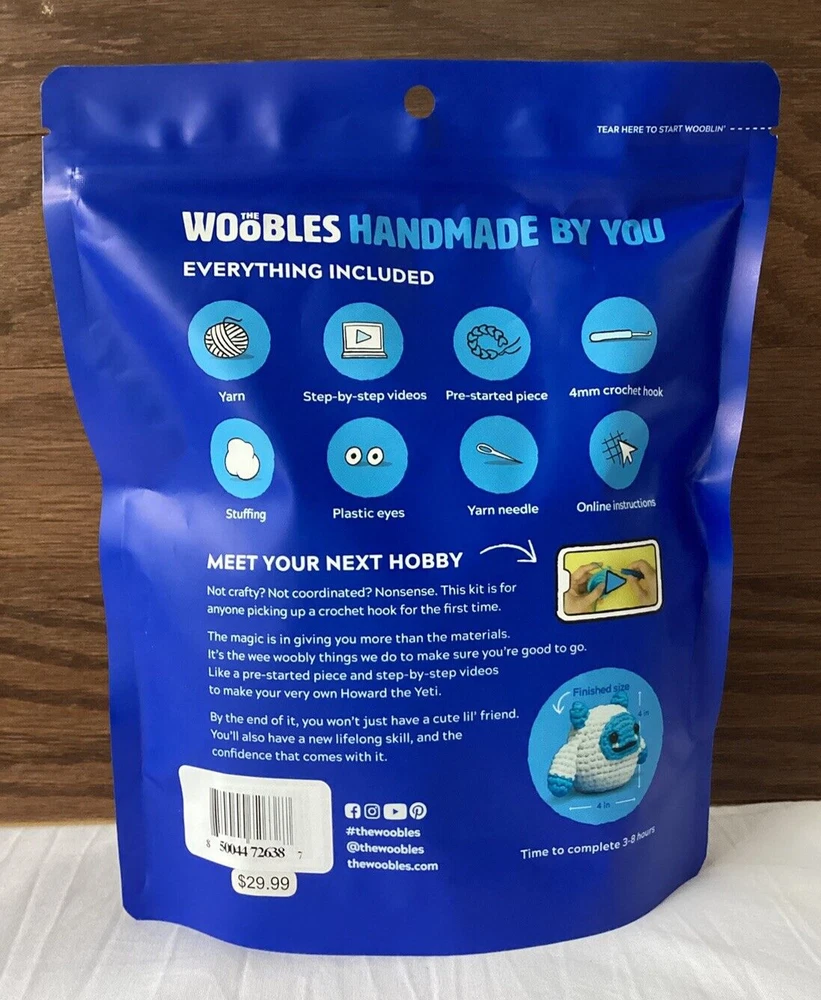 TEAR HERE TO START WOOBLIN'
THE WOOBLES HANDMADE BY YOU
EVERYTHING INCLUDED
Yarn
Step-by-step videos
Pre-started piece
4mm crochet hook
Stuffing
Plastic eyes
Yarn needle
Online instructions
MEET YOUR NEXT HOBBY
Not crafty? Not coordinated? Nonsense. This kit is for
anyone picking up a crochet hook for the first time.
The magic is in giving you more than the materials.
It's the wee woobly things we do to make sure you're good to go.
Like a pre-started piece and step-by-step videos
to make your very own Howard the Yeti.
By the end of it, you won't just have a cute lil' friend.
You'll also have a new lifelong skill, and the
confidence that comes with it.
Finished size
4 in
4 in
Time to complete 3-8 hours
8 50044 72638 7
$29.99
#thewoobles
@thewoobles
thewoobles.com